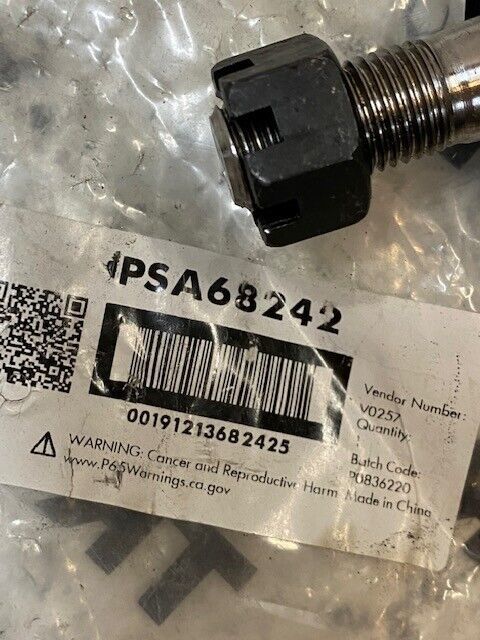 PSA68242
00191213682425
WARNING: Cancer and Reproductive Harm
www.P65Warnings.ca.gov
Vendor Number:
V0257
Quantity:
Batch Code:
P0836220
Made in China